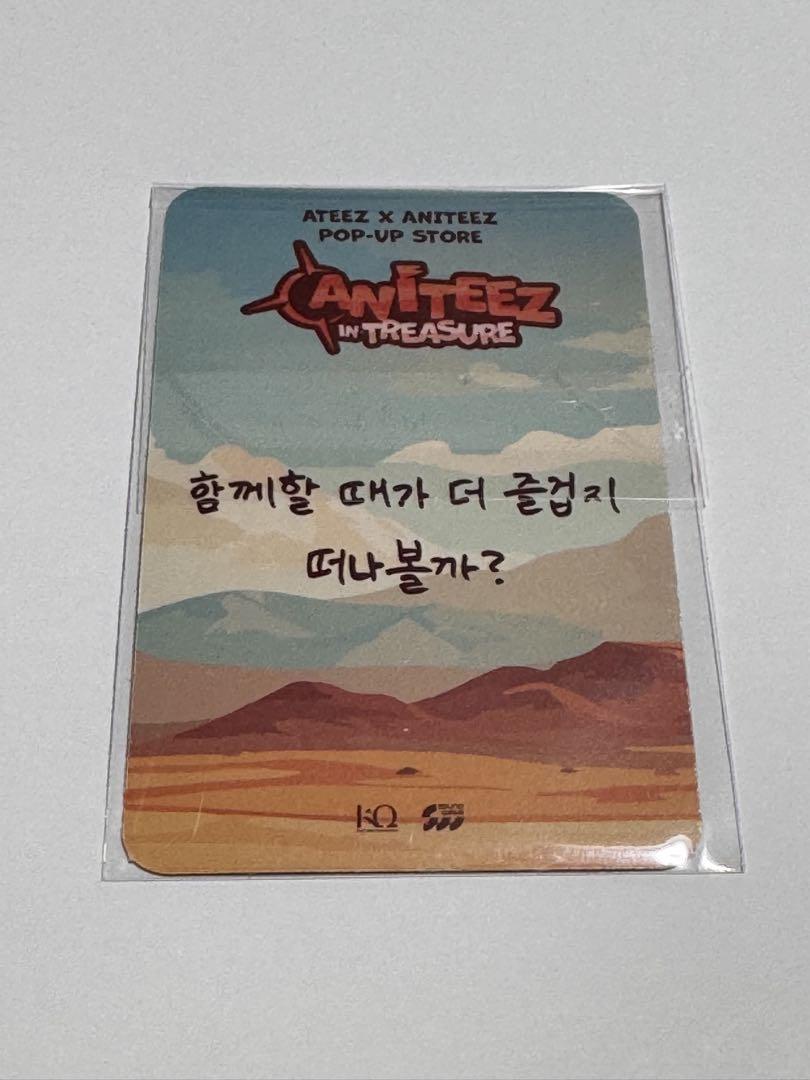 ATEEZ X ANITEEZ
POP-UP STORE
ANITEEZ
IN TREASURE
함께할 때가 더 즐겁지
떠나볼까?
KQ